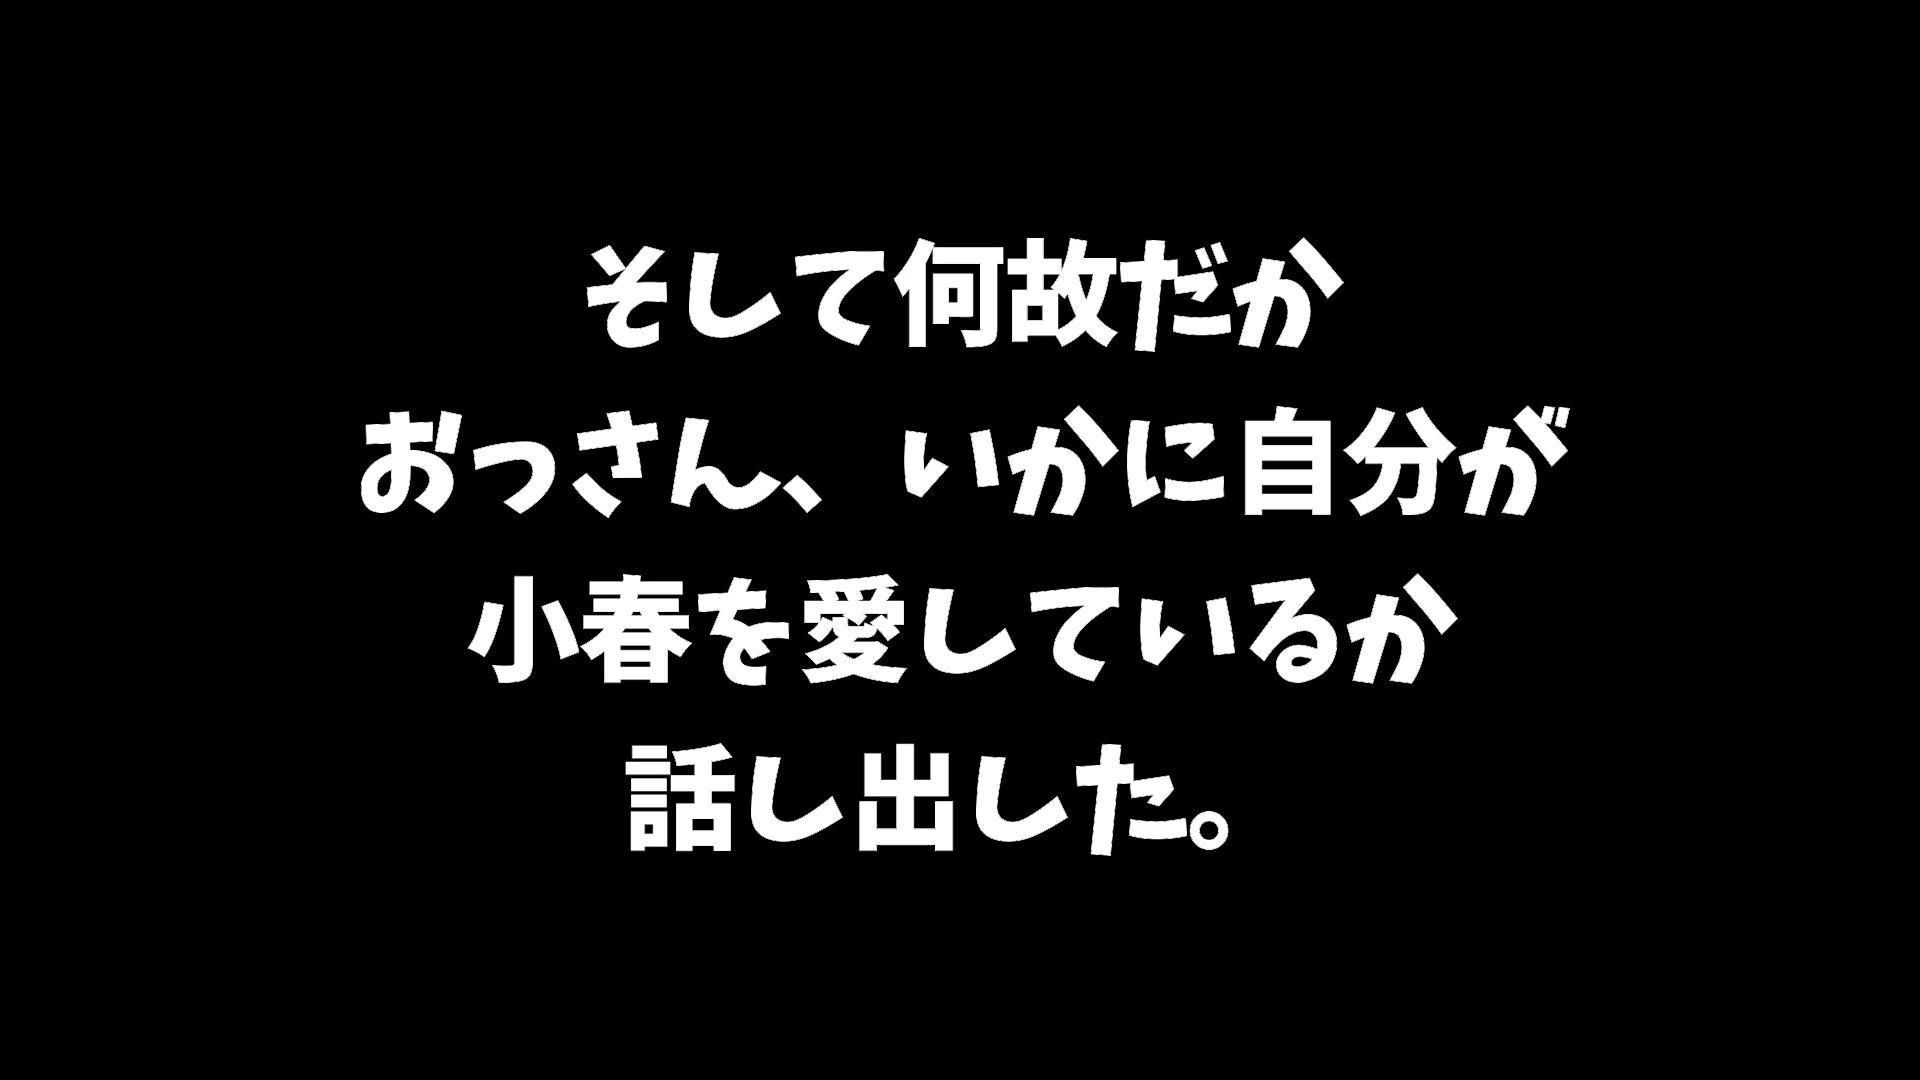 そして何故だか
おっさん、いかに自分が
小春を愛しているか
話し出した。